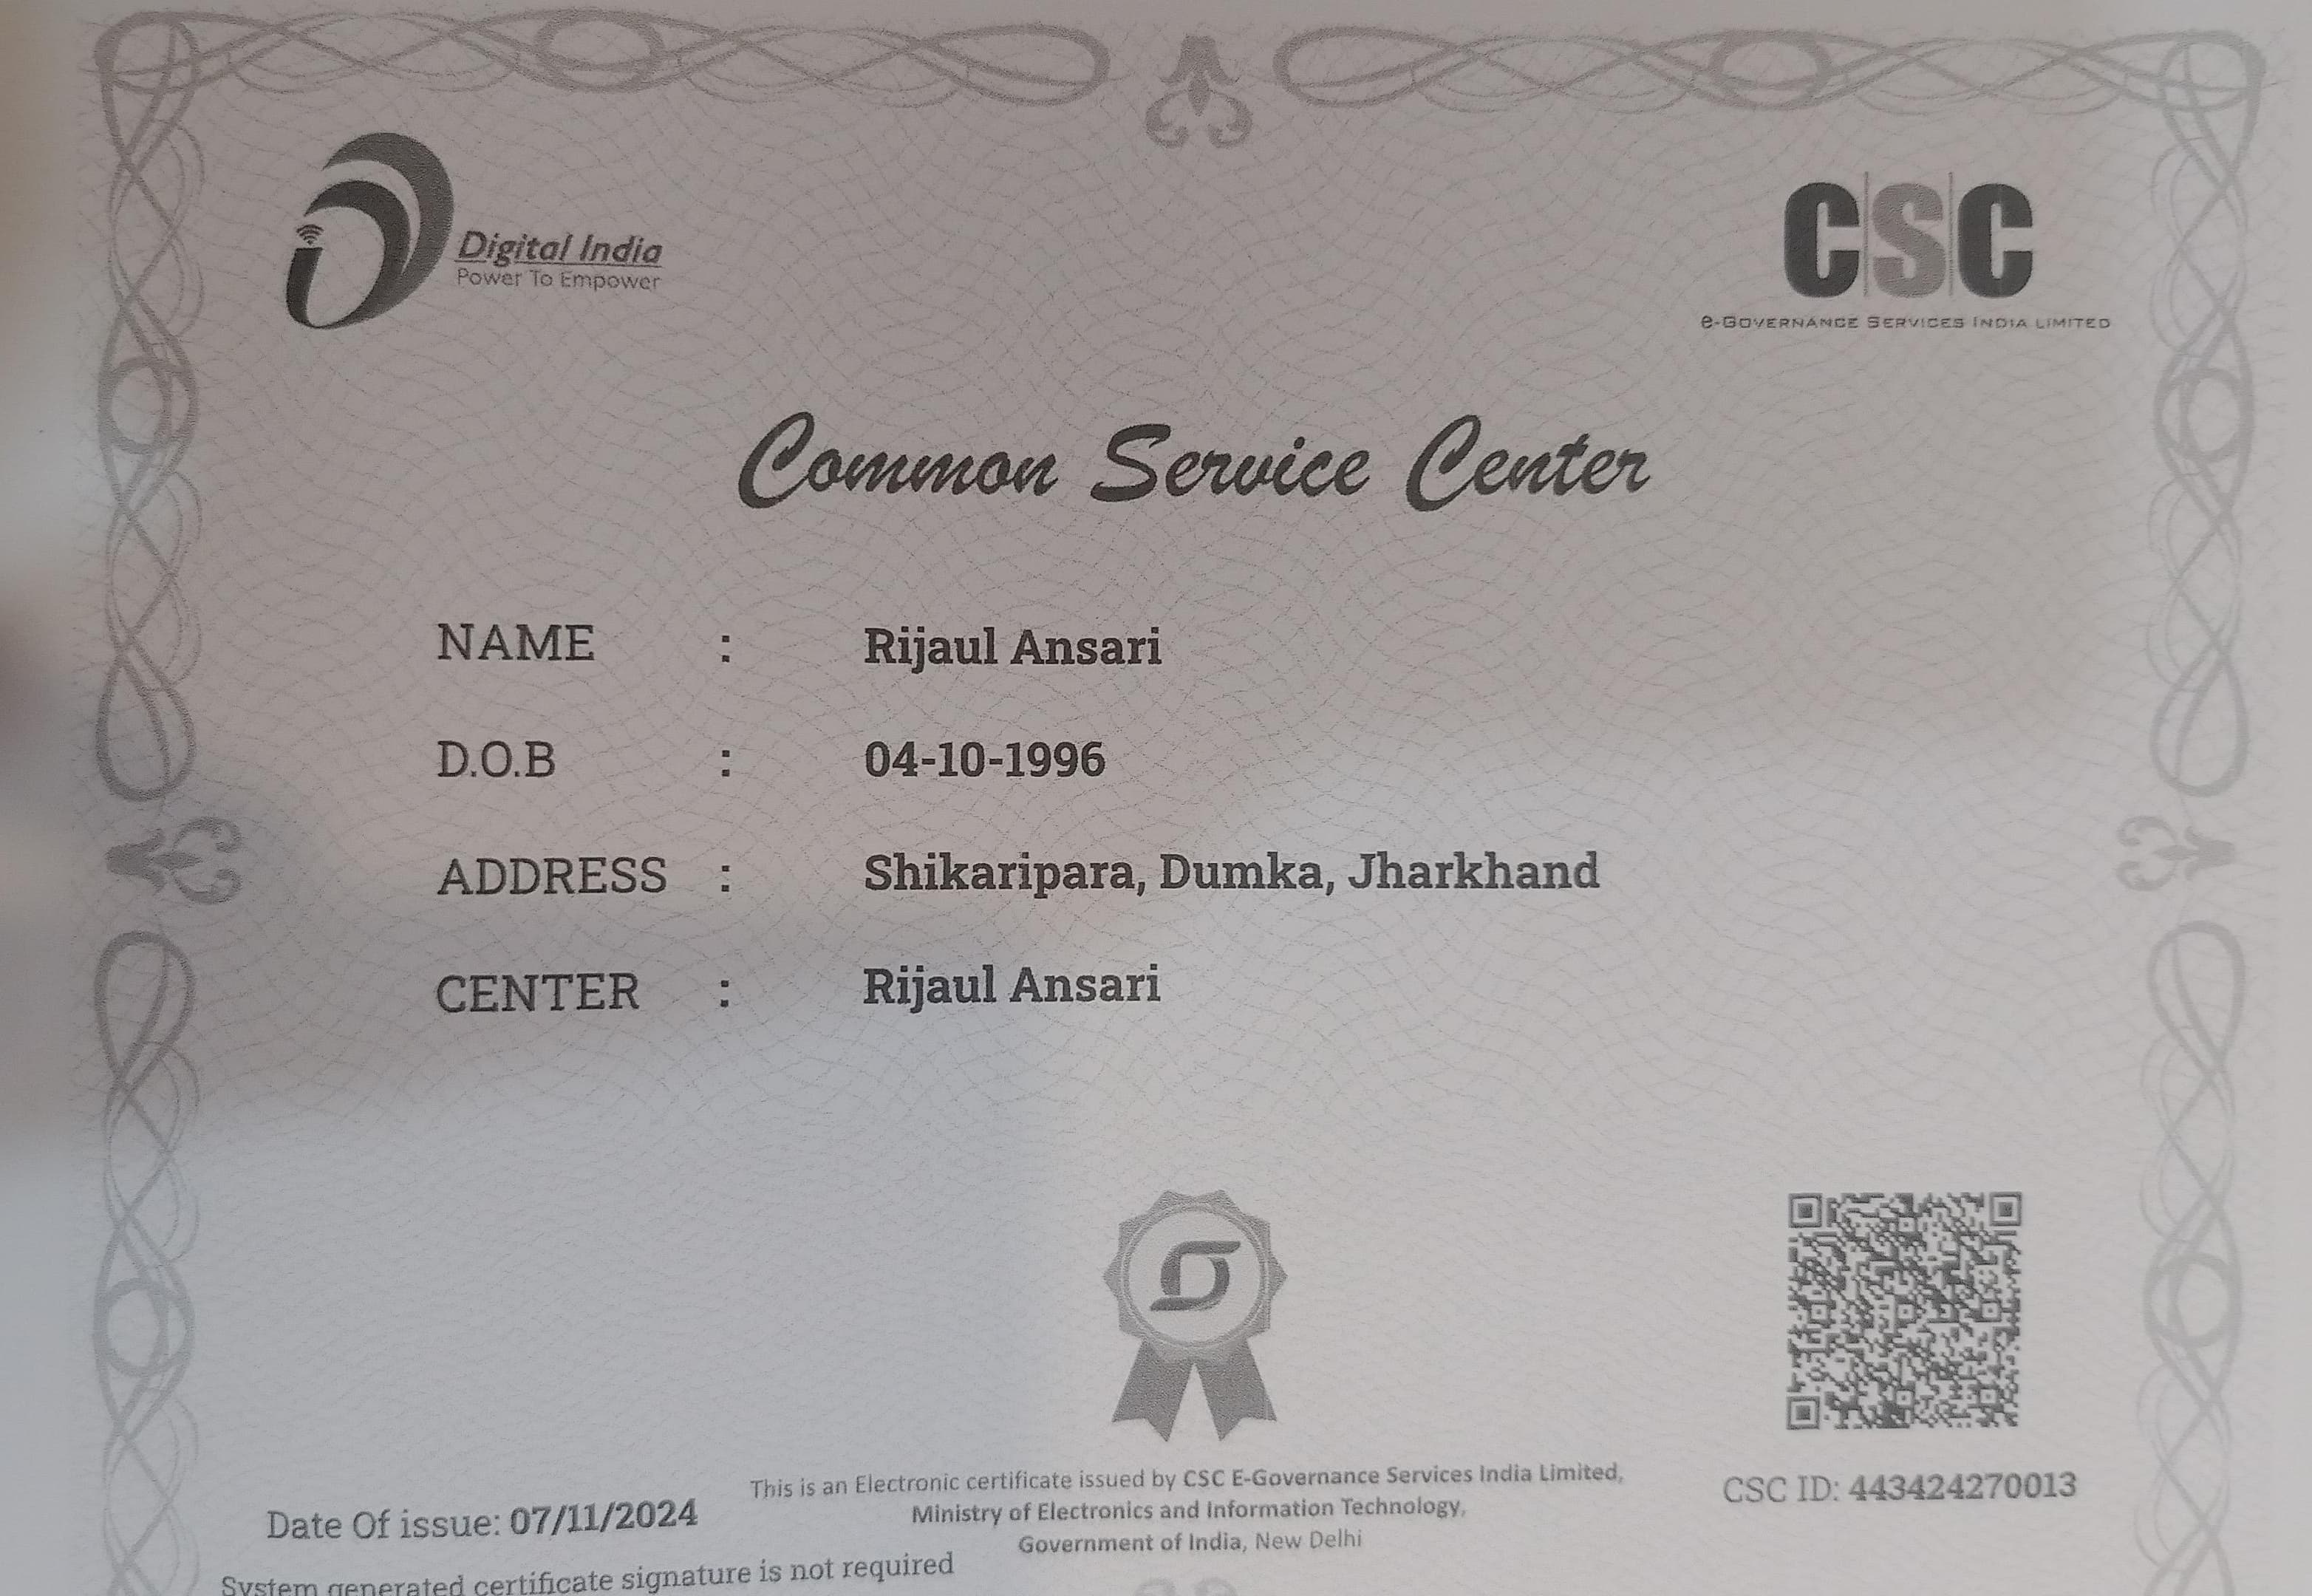 Digital India
Power To Empower
CSC
e-Governance Services India Limited
Common Service Center
NAME : Rijaul Ansari
D.O.B : 04-10-1996
ADDRESS : Shikaripara, Dumka, Jharkhand
CENTER : Rijaul Ansari
This is an Electronic certificate issued by CSC E-Governance Services India Limited,
Ministry of Electronics and Information Technology,
Government of India, New Delhi
CSC ID: 443424270013
Date Of issue: 07/11/2024
System generated certificate signature is not required